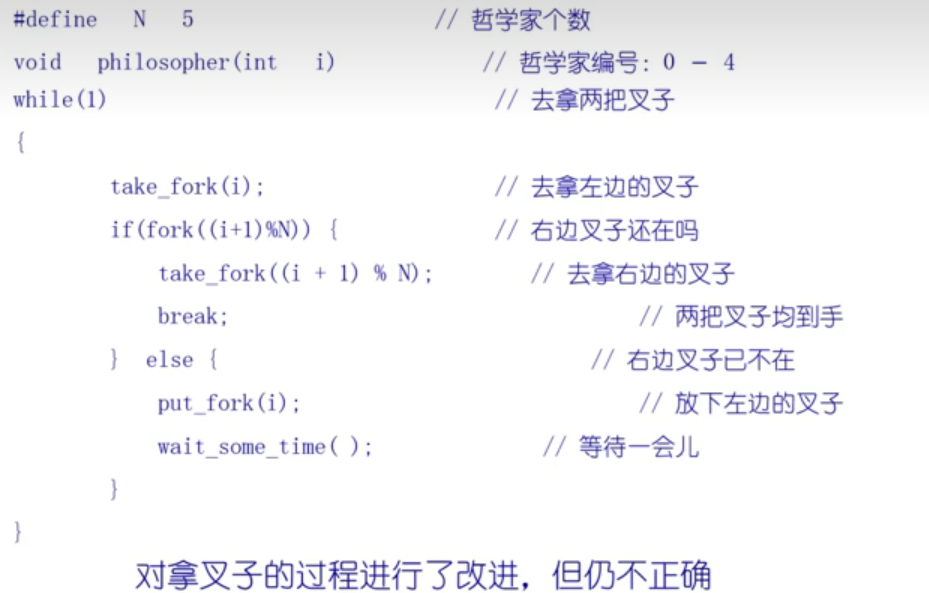 #define N 5 // 哲学家个数
void philosopher(int i) // 哲学家编号: 0 － 4
while(1) // 去拿两把叉子
{
take_fork(i); // 去拿左边的叉子
if(fork((i+1)%N)) { // 右边叉子还在吗
take_fork((i + 1) % N); // 去拿右边的叉子
break; // 两把叉子均到手
} else { // 右边叉子已不在
put_fork(i); // 放下左边的叉子
wait_some_time( ); // 等待一会儿
}
}
对拿叉子的过程进行了改进，但仍不正确